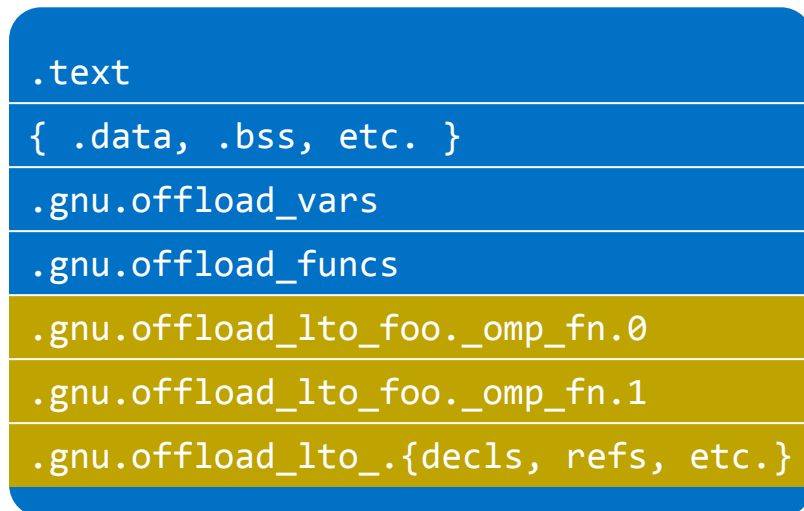 .text
{ .data, .bss, etc. }
.gnu.offload_vars
.gnu.offload_funcs
.gnu.offload_lto_foo._omp_fn.0
.gnu.offload_lto_foo._omp_fn.1
.gnu.offload_lto_.{decls, refs, etc.}